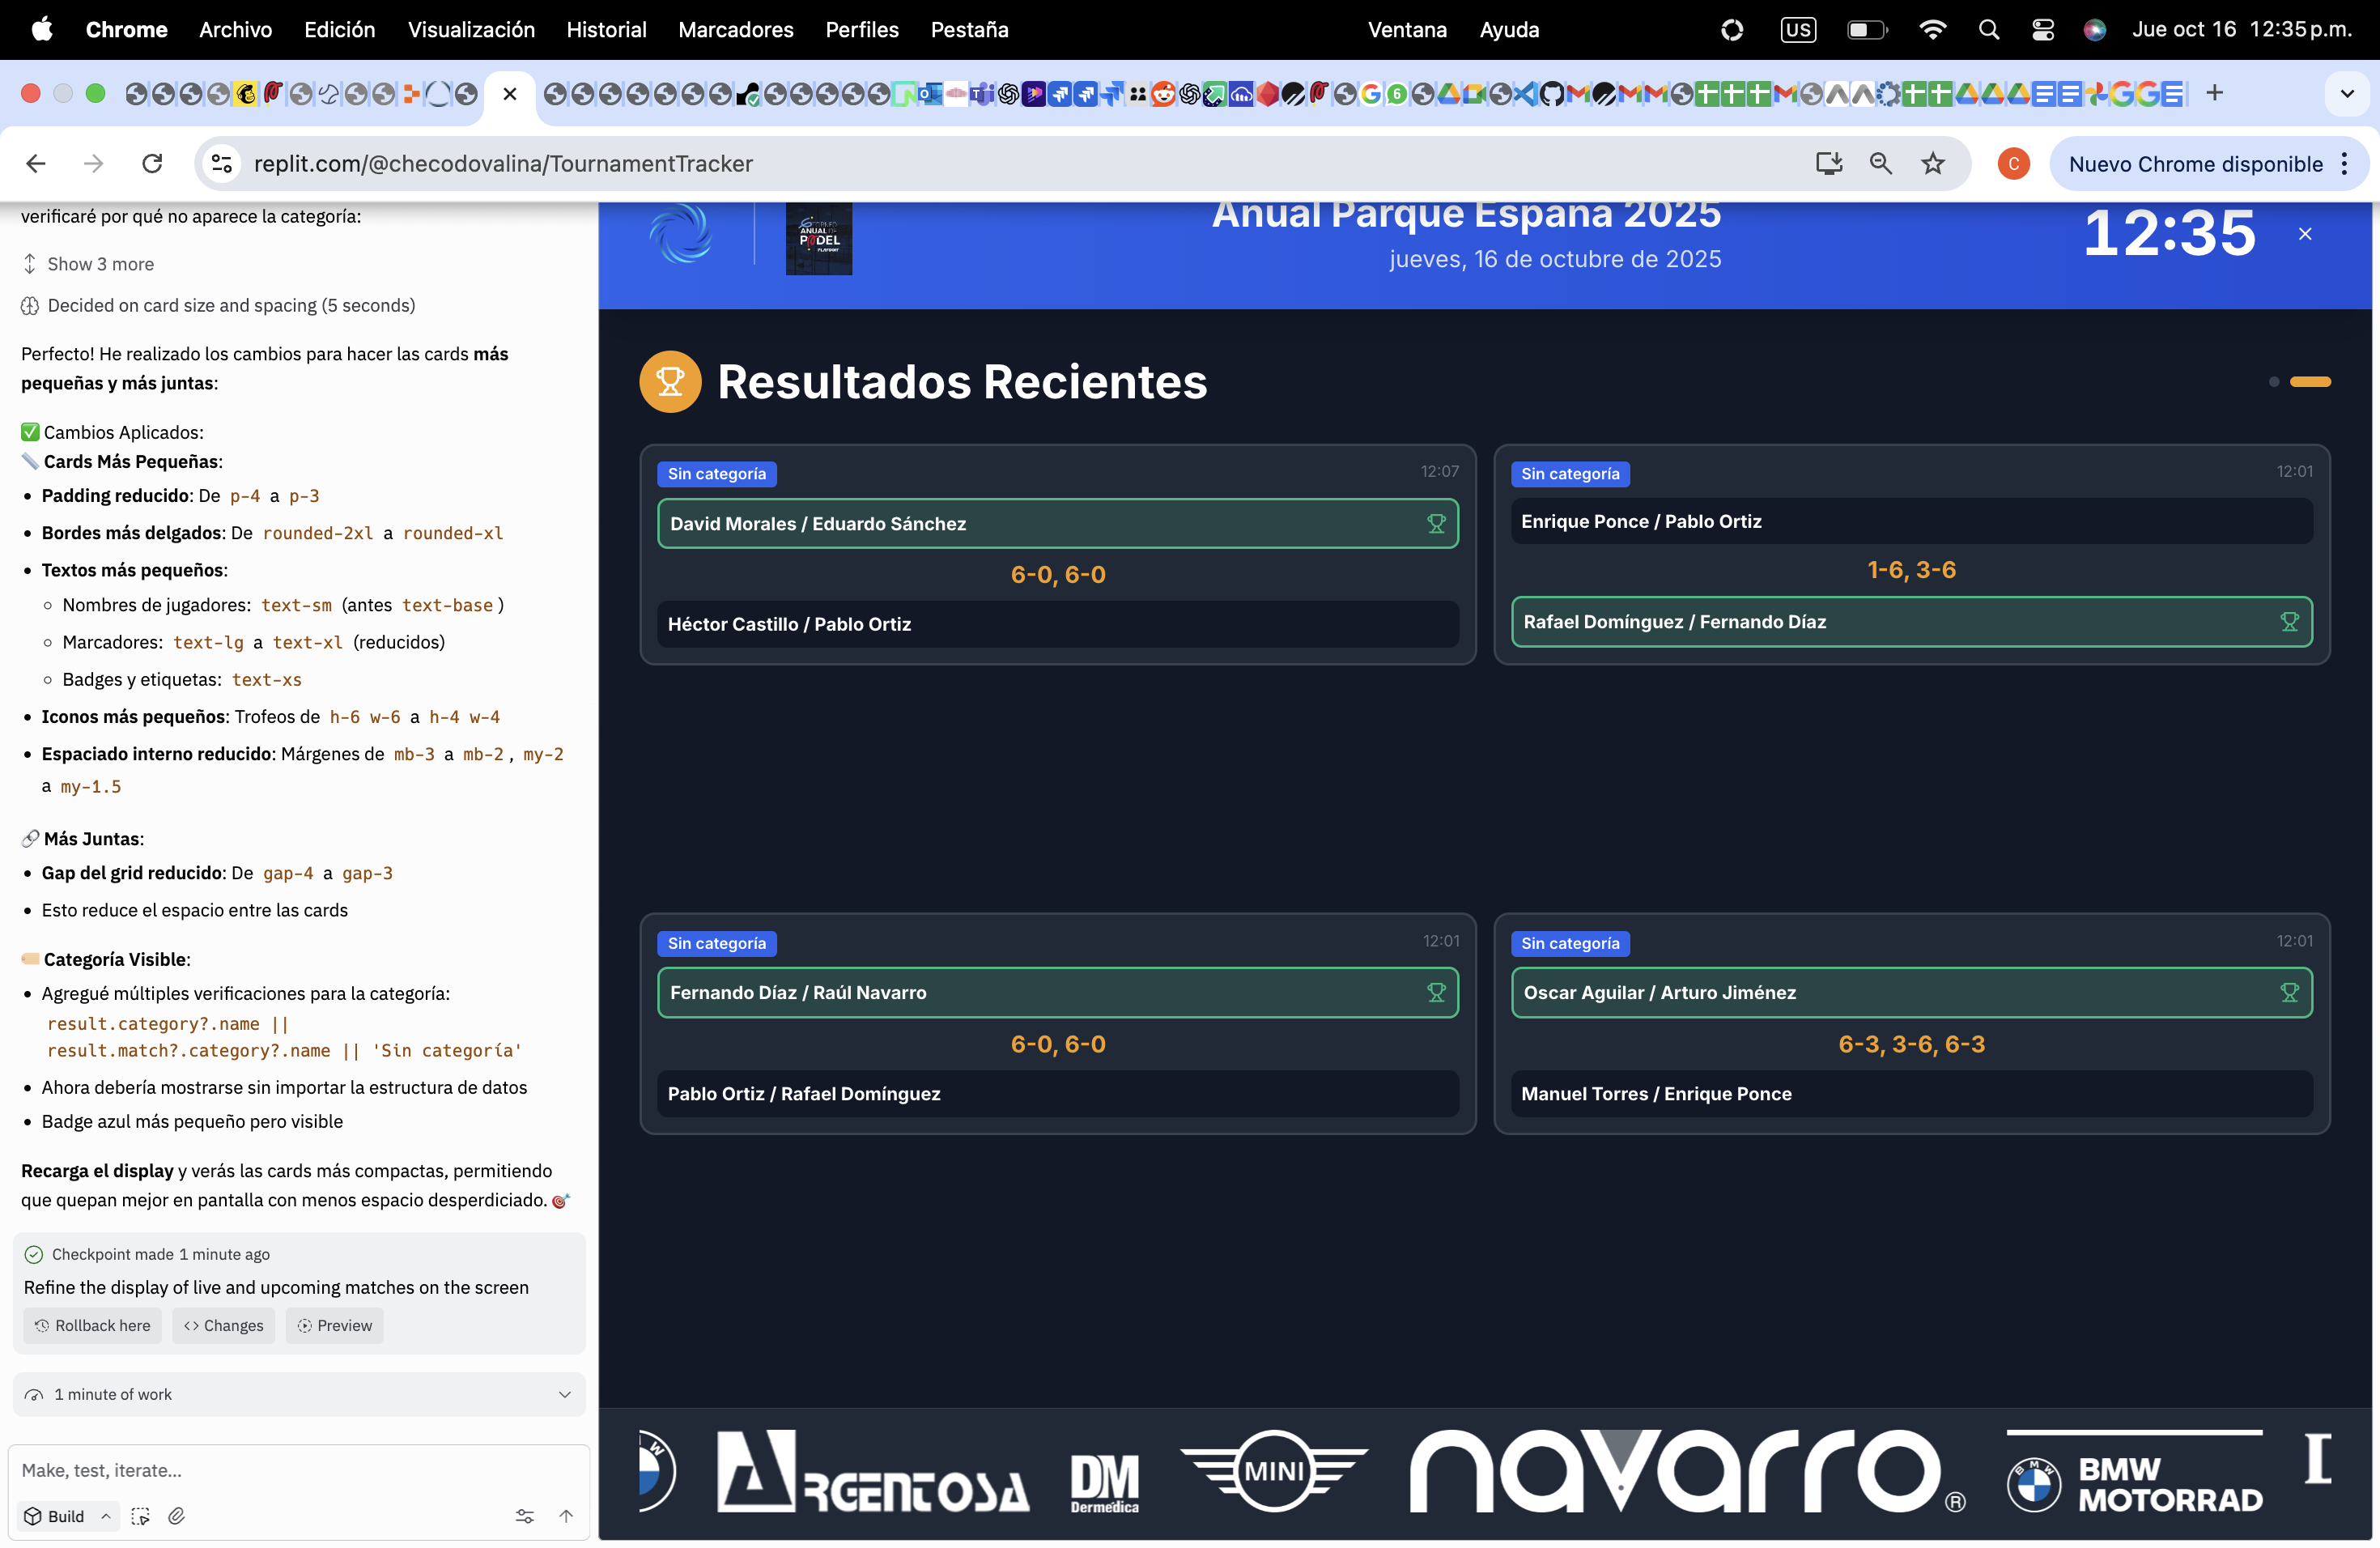 Chrome Archivo Edición Visualización Historial Marcadores Perfiles Pestaña Ventana Ayuda US Jue oct 16 12:35 p.m.
replit.com/@checodovalina/TournamentTracker
C
Nuevo Chrome disponible
verificaré por qué no aparece la categoría:
Show 3 more
Decided on card size and spacing (5 seconds)
Perfecto! He realizado los cambios para hacer las cards más
pequeñas y más juntas:
✅ Cambios Aplicados:
📏 Cards Más Pequeñas:
• Padding reducido: De p-4 a p-3
• Bordes más delgados: De rounded-2xl a rounded-xl
• Textos más pequeños:
◦ Nombres de jugadores: text-sm (antes text-base)
◦ Marcadores: text-lg a text-xl (reducidos)
◦ Badges y etiquetas: text-xs
• Iconos más pequeños: Trofeos de h-6 w-6 a h-4 w-4
• Espaciado interno reducido: Márgenes de mb-3 a mb-2, my-2
a my-1.5
🔗 Más Juntas:
• Gap del grid reducido: De gap-4 a gap-3
• Esto reduce el espacio entre las cards
🏷️ Categoría Visible:
• Agregué múltiples verificaciones para la categoría:
result.category?.name ||
result.match?.category?.name || 'Sin categoría'
• Ahora debería mostrarse sin importar la estructura de datos
• Badge azul más pequeño pero visible
Recarga el display y verás las cards más compactas, permitiendo
que quepan mejor en pantalla con menos espacio desperdiciado. 🎯
Checkpoint made 1 minute ago
Refine the display of live and upcoming matches on the screen
Rollback here
Changes
Preview
1 minute of work
Make, test, iterate...
Build
ANUAL
PADEL
Anual Parque España 2025
jueves, 16 de octubre de 2025
12:35
Resultados Recientes
Sin categoría 12:07
David Morales / Eduardo Sánchez
6-0, 6-0
Héctor Castillo / Pablo Ortiz
Sin categoría 12:01
Enrique Ponce / Pablo Ortiz
1-6, 3-6
Rafael Domínguez / Fernando Díaz
Sin categoría 12:01
Fernando Díaz / Raúl Navarro
6-0, 6-0
Pablo Ortiz / Rafael Domínguez
Sin categoría 12:01
Oscar Aguilar / Arturo Jiménez
6-3, 3-6, 6-3
Manuel Torres / Enrique Ponce
ARGENTOSA
DM
Dermédica
MINI
navarro®
BMW
BMW
MOTORRAD